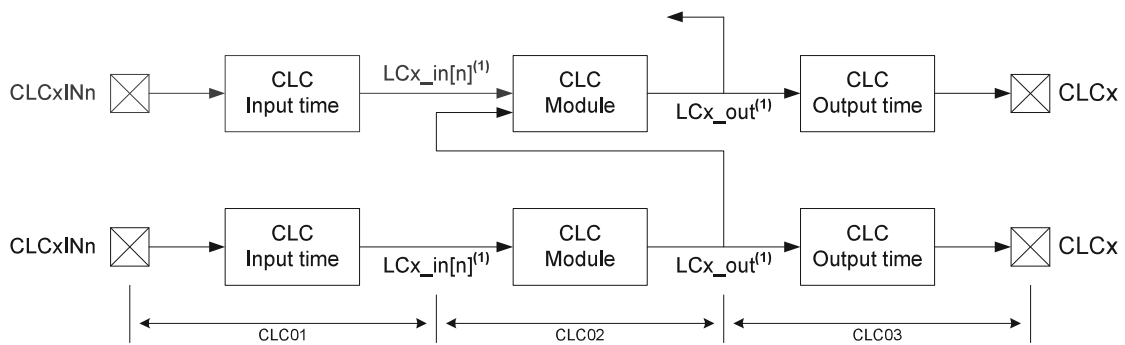 CLCxINn
CLC
Input time
LCx_in[n](1)
CLC
Module
LCx_out(1)
CLC
Output time
CLCx
CLCxINn
CLC
Input time
LCx_in[n](1)
CLC
Module
LCx_out(1)
CLC
Output time
CLCx
CLC01
CLC02
CLC03